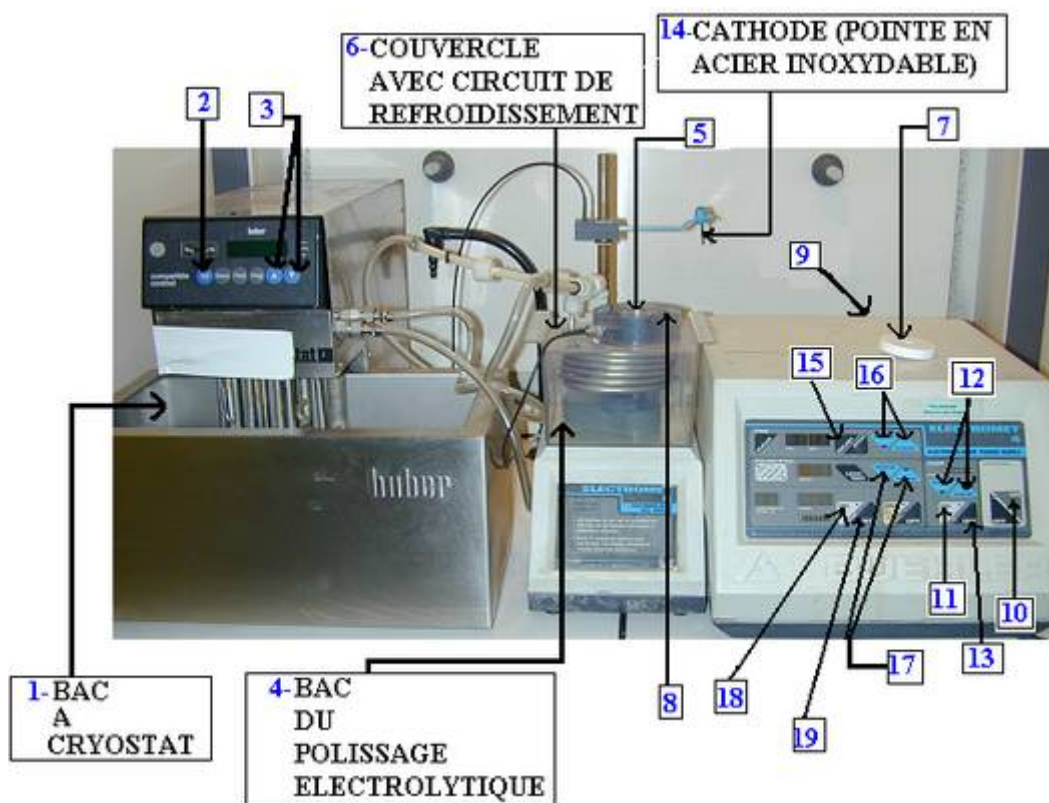 6-COUVERCLE
AVEC CIRCUIT DE
REFROIDISSEMENT
14-CATHODE (POINTE EN
ACIER INOXYDABLE)
2
3
5
7
9
15
16
12
huber
ELECTROMET
11
10
13
17
18
19
8
1-BAC
A
CRYOSTAT
4-BAC
DU
POLISSAGE
ELECTROLYTIQUE